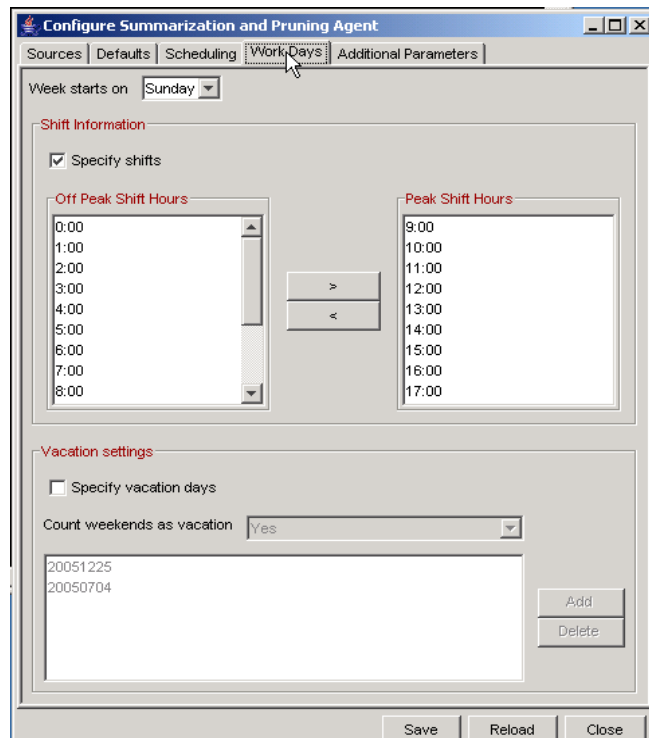 Configure Summarization and Pruning Agent
Sources Defaults Scheduling Work Days Additional Parameters
Week starts on Sunday
Shift Information
Specify shifts
Off Peak Shift Hours Peak Shift Hours
0:00 9:00
1:00 10:00
2:00 11:00
3:00 12:00
> 
4:00 13:00
<
5:00 14:00
6:00 15:00
7:00 16:00
8:00 17:00
Vacation settings
Specify vacation days
Count weekends as vacation Yes
20051225
20050704
Add
Delete
Save Reload Close